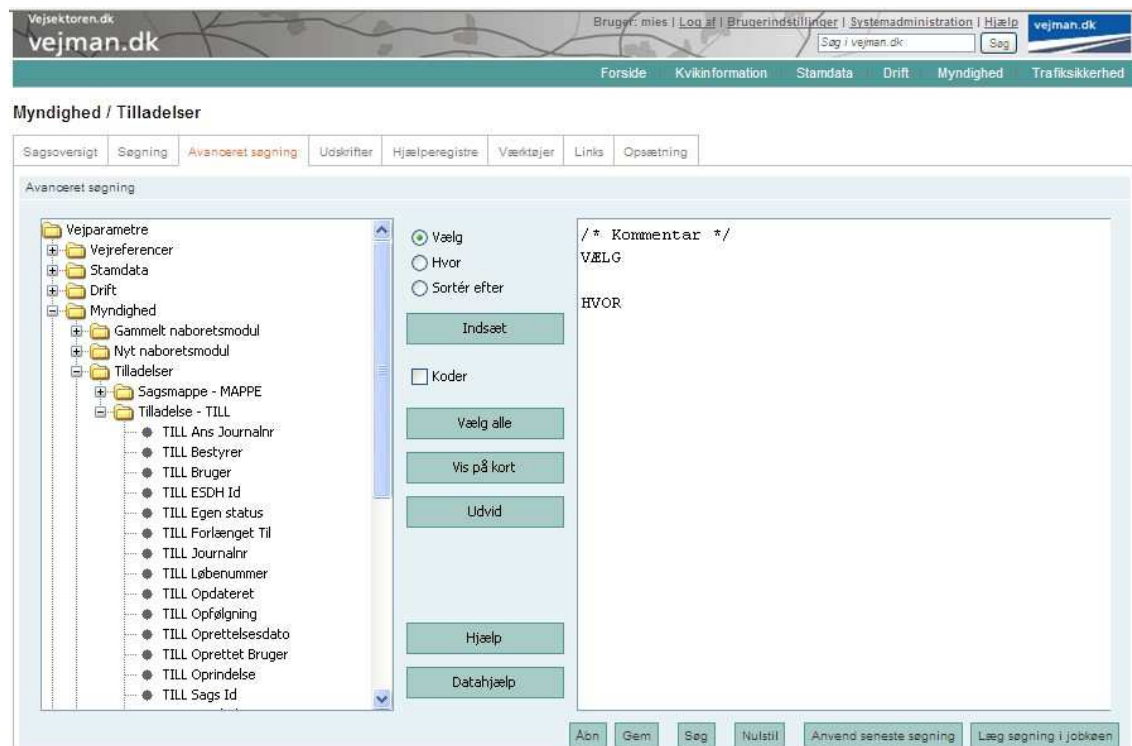 Vejsektoren.dk
vejman.dk
Bruger: mies | Log af | Brugerindstillinger | Systemadministration | Hjælp
Søg i vejman.dk Søg
vejman.dk
Forside Kvikinformation Stamdata Drift Myndighed Trafiksikkerhed
Myndighed / Tilladelser
Sagsoversigt Søgning Avanceret søgning Udskrifter Hjælperegistre Værktøjer Links Opsætning
Avanceret søgning
Vejparametre
Vejreferencer
Stamdata
Drift
Myndighed
Gammelt naboretsmodul
Nyt naboretsmodul
Tilladelser
Sagsmappe - MAPPE
Tilladelse - TILL
TILL Ans Journalnr
TILL Bestyrer
TILL Bruger
TILL ESDH Id
TILL Egen status
TILL Forlænget Til
TILL Journalnr
TILL Løbenummer
TILL Opdateret
TILL Opfølgning
TILL Oprettelsesdato
TILL Oprettet Bruger
TILL Oprindelse
TILL Sags Id
Vælg
Hvor
Sortér efter
Indsæt
Koder
Vælg alle
Vis på kort
Udvid
Hjælp
Datahjælp
/* Kommentar */
VÆLG
HVOR
Åbn Gem Søg Nulstil Anvend seneste søgning Læg søgning i jobkøen